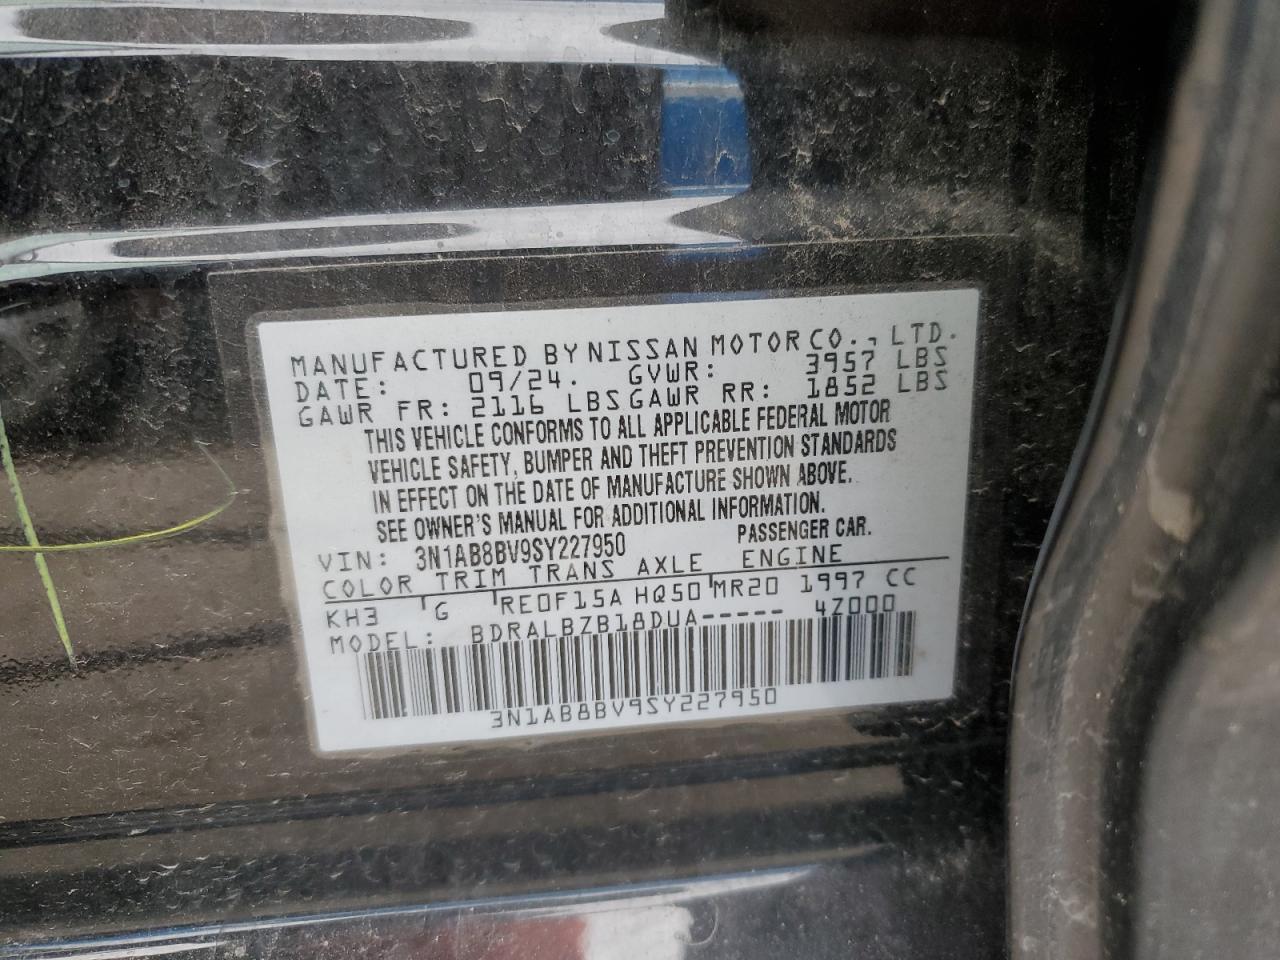 MANUFACTURED BY NISSAN MOTOR CO., LTD.
DATE: 09/24. GVWR: 3957 LBS
GAWR FR: 2116 LBS GAWR RR: 1852 LBS
THIS VEHICLE CONFORMS TO ALL APPLICABLE FEDERAL MOTOR
VEHICLE SAFETY, BUMPER AND THEFT PREVENTION STANDARDS
IN EFFECT ON THE DATE OF MANUFACTURE SHOWN ABOVE.
SEE OWNER'S MANUAL FOR ADDITIONAL INFORMATION.
VIN: 3N1AB8BV9SY227950 PASSENGER CAR.
COLOR TRIM TRANS AXLE ENGINE
KH3 G RE0F15A HQ50 MR20 1997 CC
MODEL: BDRALBZB18DUA----- 4Z000
3N1AB8BV9SY227950